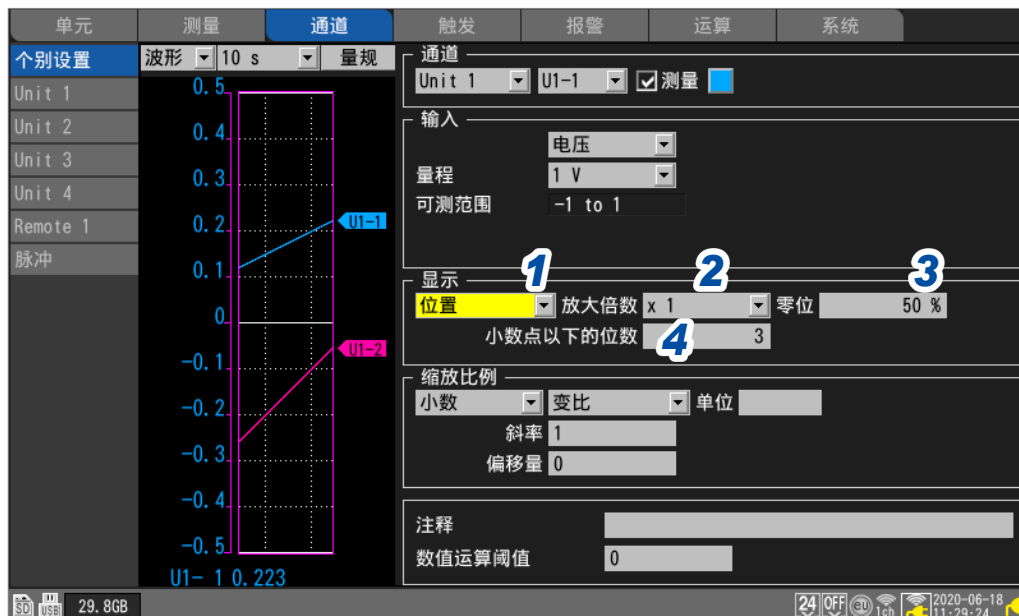 单元 测量 通道 触发 报警 运算 系统
个别设置
Unit 1
Unit 2
Unit 3
Unit 4
Remote 1
脉冲
波形 10 s 量规
0.5
0.4
0.3
0.2
0.1
0
-0.1
-0.2
-0.3
-0.4
-0.5
U1-1
U1-2
U1- 1 0.223
通道
Unit 1 U1-1 测量
输入
电压
量程 1 V
可测范围 -1 to 1
显示 1 2 3
位置 放大倍数 x 1 零位 50 %
小数点以下的位数 4 3
缩放比例
小数 变比 单位
斜率 1
偏移量 0
注释
数值运算阈值 0
SD USB 29.8GB 24 OFF eU 1ch 2020-06-18
11:29:24